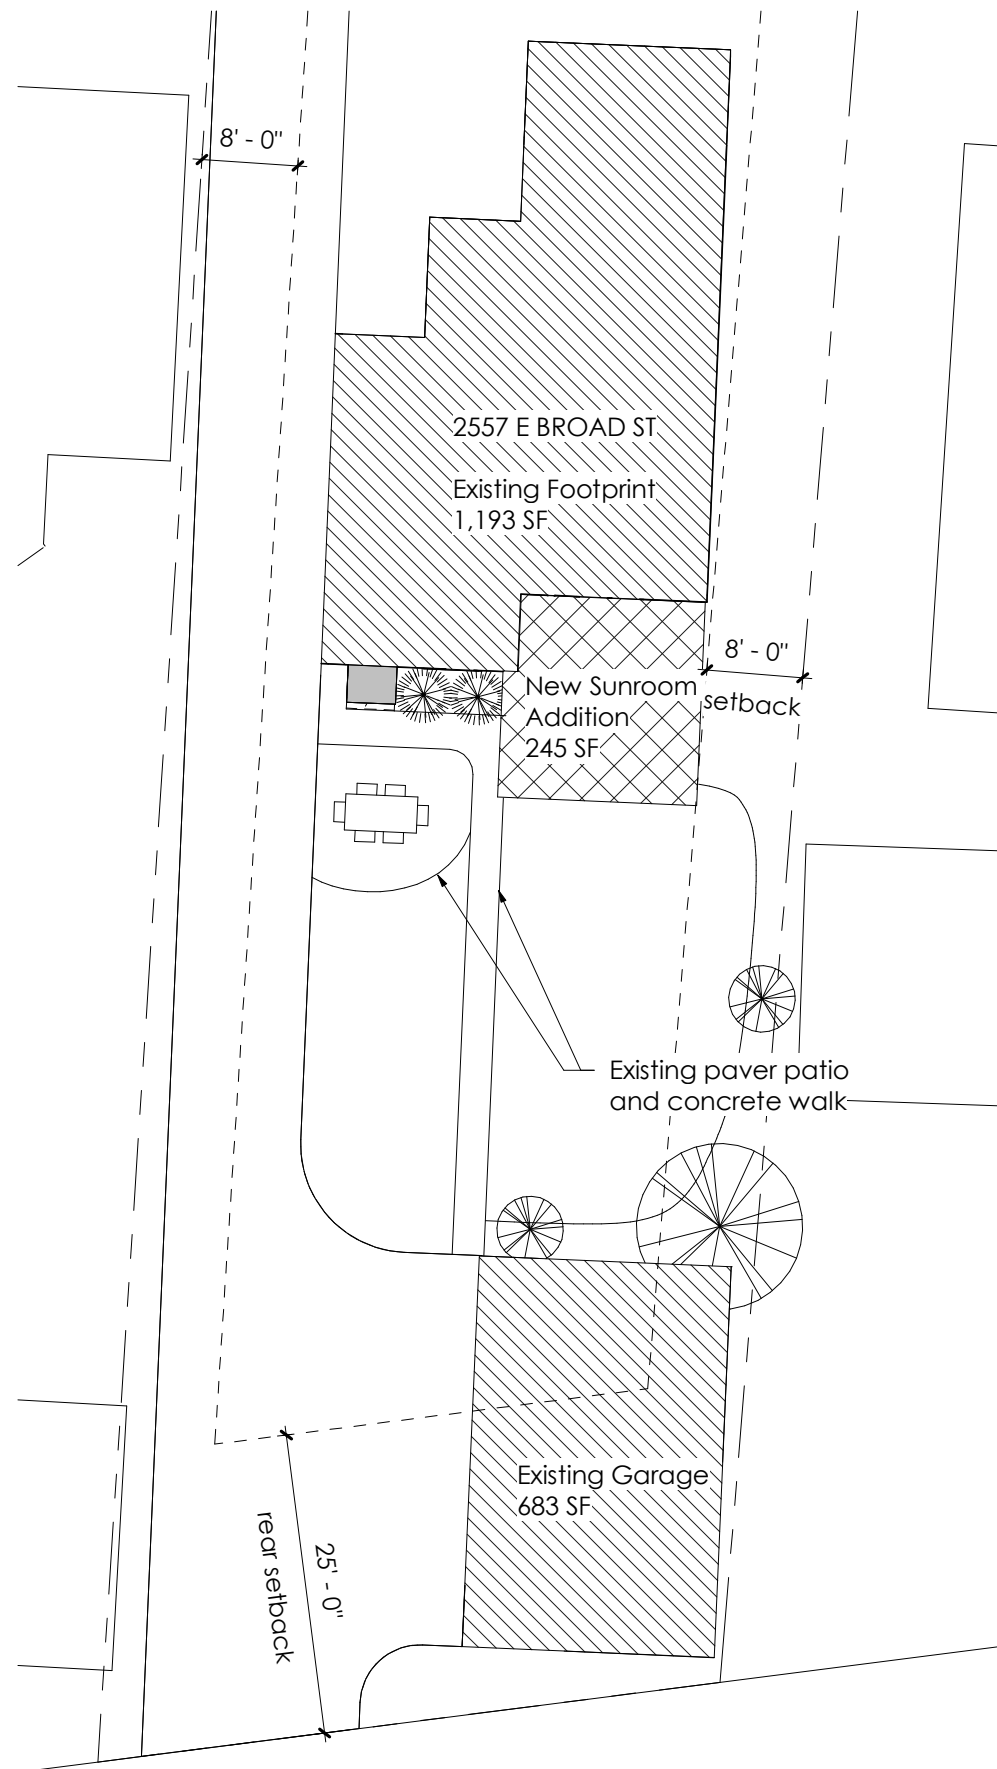 8' - 0"
2557 E BROAD ST
Existing Footprint
1,193 SF
8' - 0"
setback
New Sunroom
Addition
245 SF
Existing paver patio
and concrete walk
Existing Garage
683 SF
25' - 0"
rear setback